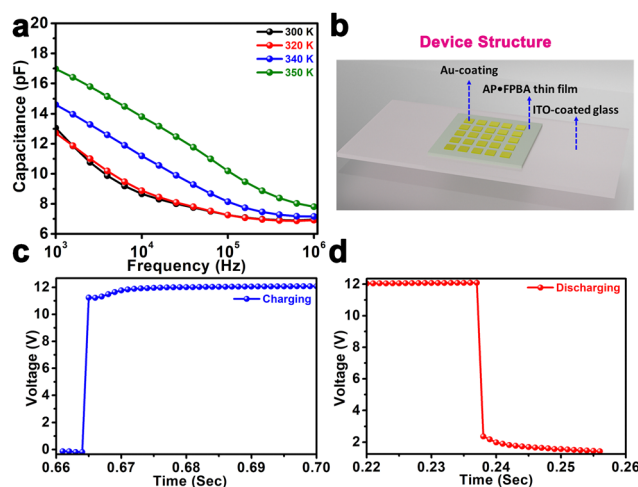 a
20
18
16
14
12
10
8
6
Capacitance (pF)
10³ 10⁴ 10⁵ 10⁶
Frequency (Hz)
300 K
320 K
340 K
350 K
b
Device Structure
Au-coating
AP•FPBA thin film
ITO-coated glass
c
12
10
8
6
4
2
0
Voltage (V)
0.66 0.67 0.68 0.69 0.70
Time (Sec)
Charging
d
12
10
8
6
4
2
Voltage (V)
0.22 0.23 0.24 0.25 0.26
Time (Sec)
Discharging